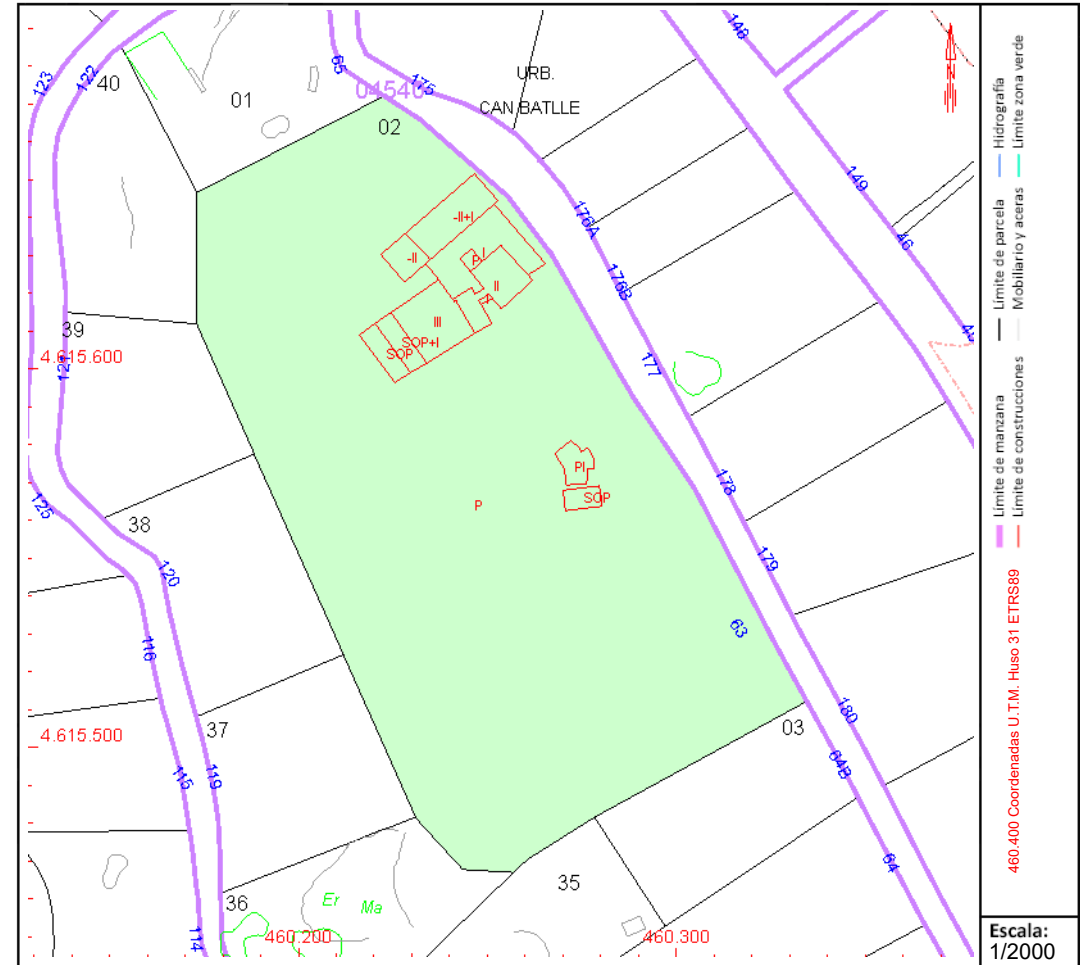 148
123
122
40
65
175
URB.
04540
01
CAN BATLLE
02
149
176A
46
-II+I
-II
P/
176B
II
III
39
SOP+I
SOP
4.615.600
121
45
177
PI
178
SOP
P
125
38
179
120
116
63
180
37
03
4.615.500
64B
115
119
64
35
Er
Ma
36
114
460.200
460.300
N
Límite de manzana
Límite de parcela
Hidrografía
Límite de construcciones
Mobiliario y aceras
Límite zona verde
460.400 Coordenadas U.T.M. Huso 31 ETRS89
Escala:
1/2000